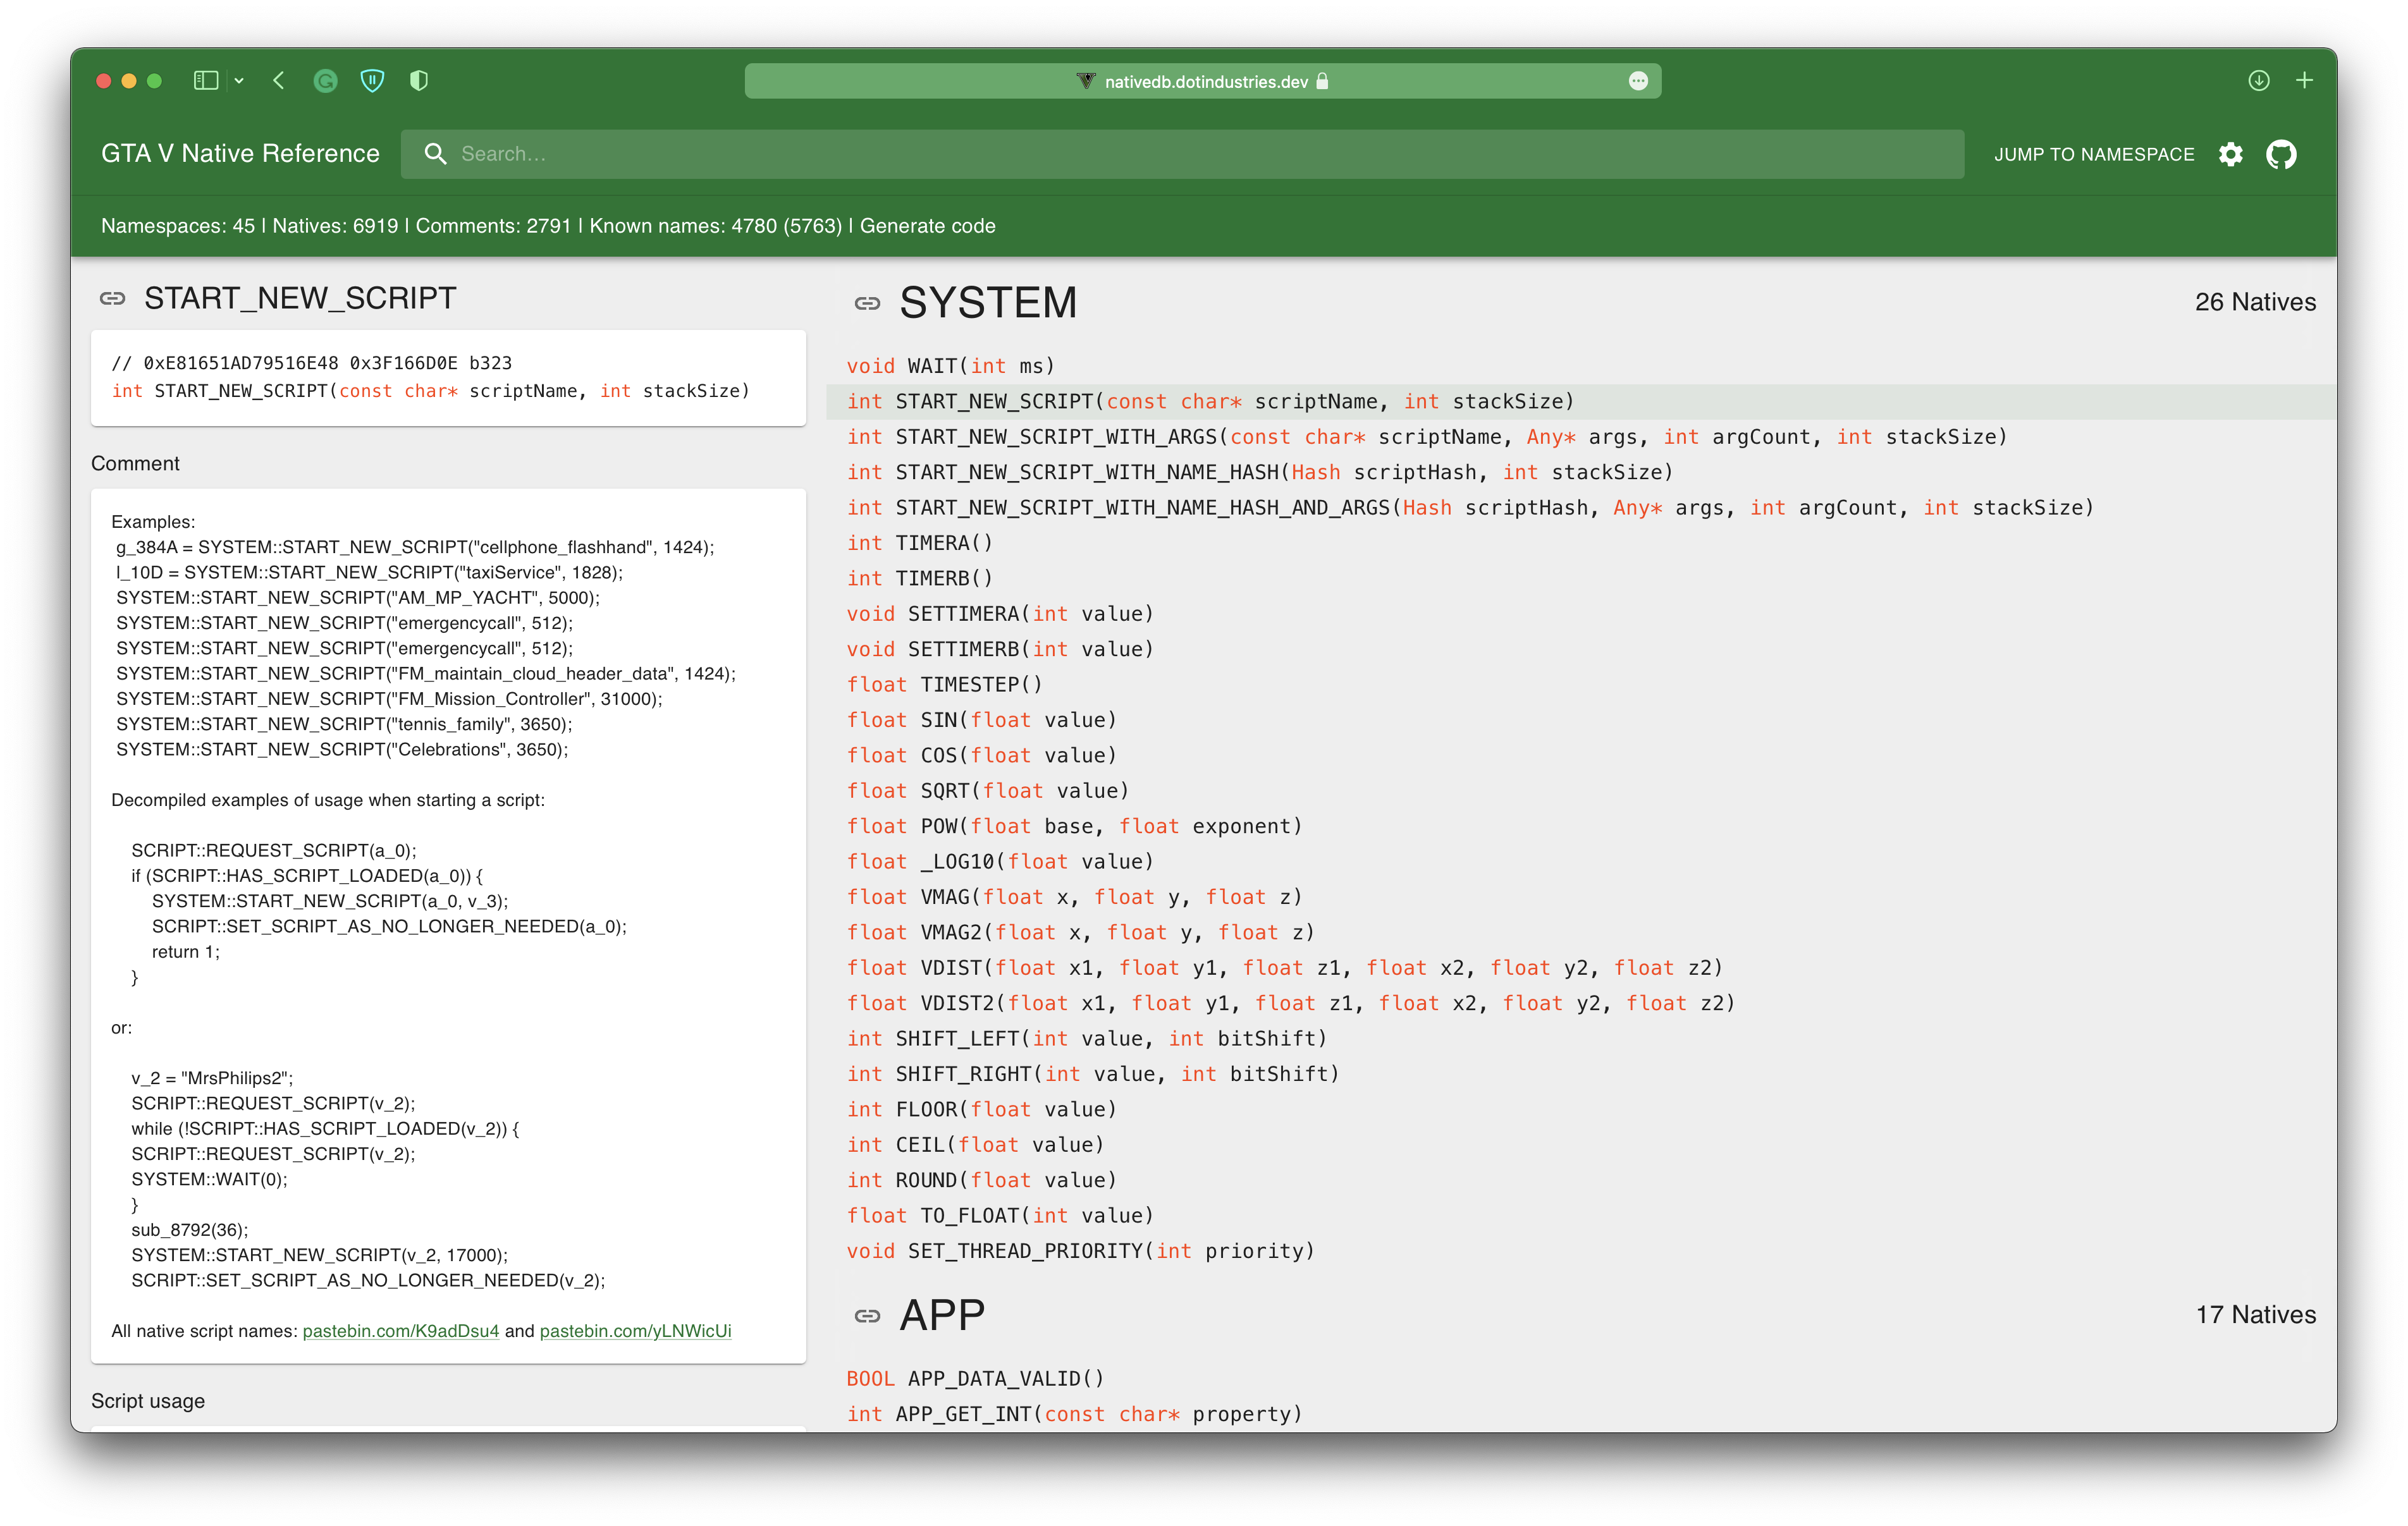 nativedb.dotindustries.dev
GTA V Native Reference
Search…
JUMP TO NAMESPACE
Namespaces: 45 | Natives: 6919 | Comments: 2791 | Known names: 4780 (5763) | Generate code
START_NEW_SCRIPT
// 0xE81651AD79516E48 0x3F166D0E b323
int START_NEW_SCRIPT(const char* scriptName, int stackSize)
Comment
Examples:
g_384A = SYSTEM::START_NEW_SCRIPT("cellphone_flashhand", 1424);
l_10D = SYSTEM::START_NEW_SCRIPT("taxiService", 1828);
SYSTEM::START_NEW_SCRIPT("AM_MP_YACHT", 5000);
SYSTEM::START_NEW_SCRIPT("emergencycall", 512);
SYSTEM::START_NEW_SCRIPT("emergencycall", 512);
SYSTEM::START_NEW_SCRIPT("FM_maintain_cloud_header_data", 1424);
SYSTEM::START_NEW_SCRIPT("FM_Mission_Controller", 31000);
SYSTEM::START_NEW_SCRIPT("tennis_family", 3650);
SYSTEM::START_NEW_SCRIPT("Celebrations", 3650);
Decompiled examples of usage when starting a script:
SCRIPT::REQUEST_SCRIPT(a_0);
if (SCRIPT::HAS_SCRIPT_LOADED(a_0)) {
SYSTEM::START_NEW_SCRIPT(a_0, v_3);
SCRIPT::SET_SCRIPT_AS_NO_LONGER_NEEDED(a_0);
return 1;
}
or:
v_2 = "MrsPhilips2";
SCRIPT::REQUEST_SCRIPT(v_2);
while (!SCRIPT::HAS_SCRIPT_LOADED(v_2)) {
SCRIPT::REQUEST_SCRIPT(v_2);
SYSTEM::WAIT(0);
}
sub_8792(36);
SYSTEM::START_NEW_SCRIPT(v_2, 17000);
SCRIPT::SET_SCRIPT_AS_NO_LONGER_NEEDED(v_2);
All native script names: pastebin.com/K9adDsu4 and pastebin.com/yLNWicUi
Script usage
SYSTEM
26 Natives
void WAIT(int ms)
int START_NEW_SCRIPT(const char* scriptName, int stackSize)
int START_NEW_SCRIPT_WITH_ARGS(const char* scriptName, Any* args, int argCount, int stackSize)
int START_NEW_SCRIPT_WITH_NAME_HASH(Hash scriptHash, int stackSize)
int START_NEW_SCRIPT_WITH_NAME_HASH_AND_ARGS(Hash scriptHash, Any* args, int argCount, int stackSize)
int TIMERA()
int TIMERB()
void SETTIMERA(int value)
void SETTIMERB(int value)
float TIMESTEP()
float SIN(float value)
float COS(float value)
float SQRT(float value)
float POW(float base, float exponent)
float _LOG10(float value)
float VMAG(float x, float y, float z)
float VMAG2(float x, float y, float z)
float VDIST(float x1, float y1, float z1, float x2, float y2, float z2)
float VDIST2(float x1, float y1, float z1, float x2, float y2, float z2)
int SHIFT_LEFT(int value, int bitShift)
int SHIFT_RIGHT(int value, int bitShift)
int FLOOR(float value)
int CEIL(float value)
int ROUND(float value)
float TO_FLOAT(int value)
void SET_THREAD_PRIORITY(int priority)
APP
17 Natives
BOOL APP_DATA_VALID()
int APP_GET_INT(const char* property)